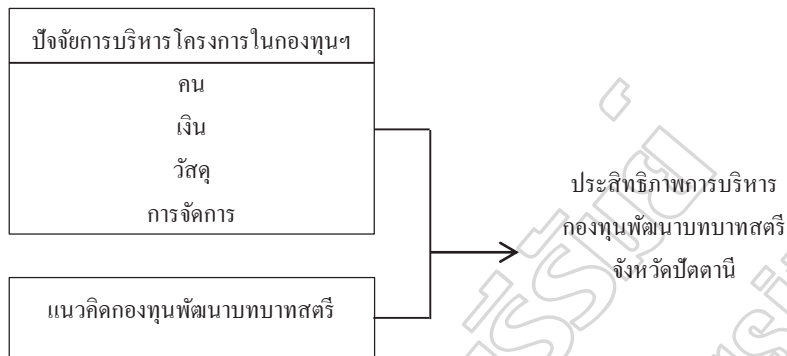 ปัจจัยการบริหารโครงการในกองทุนฯ
คน
เงิน
วัสดุ
การจัดการ
แนวคิดกองทุนพัฒนาบทบาทสตรี
ประสิทธิภาพการบริหาร
กองทุนพัฒนาบทบาทสตรี
จังหวัดปัตตานี